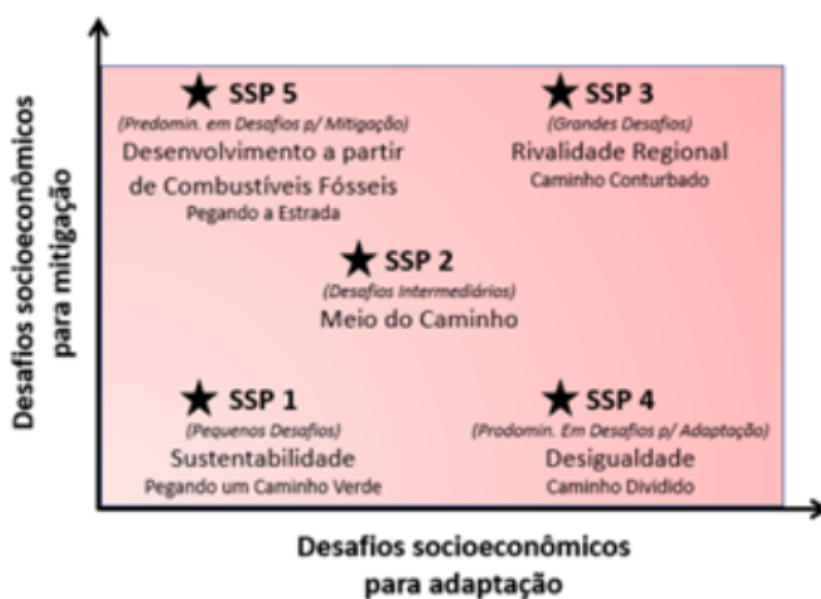 Desafios socioeconômicos
para mitigação
SSP 5
(Predomin. em Desafios p/ Mitigação)
Desenvolvimento a partir
de Combustíveis Fósseis
Pegando a Estrada
SSP 3
(Grandes Desafios)
Rivalidade Regional
Caminho Conturbado
SSP 2
(Desafios Intermediários)
Meio do Caminho
SSP 1
(Pequenos Desafios)
Sustentabilidade
Pegando um Caminho Verde
SSP 4
(Prodomin. Em Desafios p/ Adaptação)
Desigualdade
Caminho Dividido
Desafios socioeconômicos
para adaptação